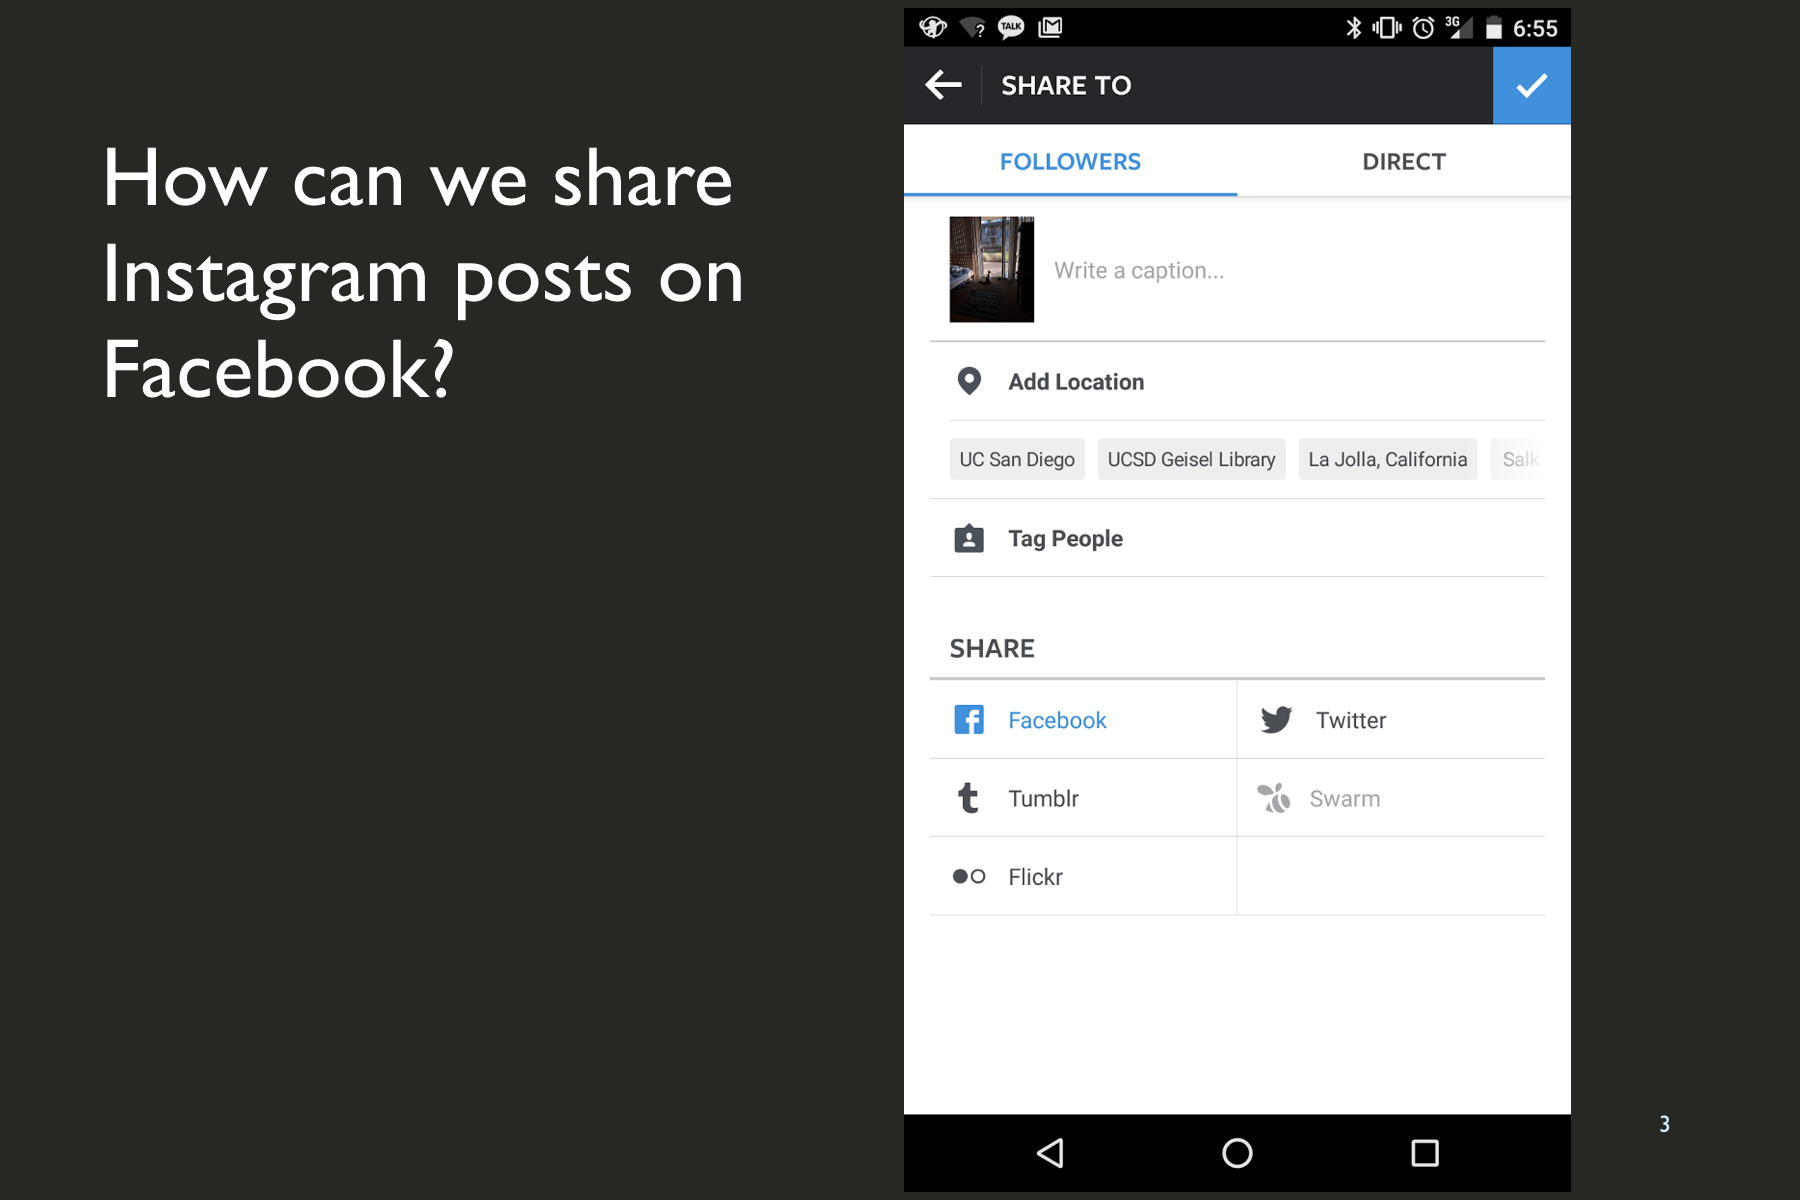 How can we share
Instagram posts on
Facebook?
TALK
3G
6:55
SHARE TO
FOLLOWERS
DIRECT
Write a caption...
Add Location
UC San Diego
UCSD Geisel Library
La Jolla, California
Salk
Tag People
SHARE
Facebook
Twitter
Tumblr
Swarm
Flickr
3